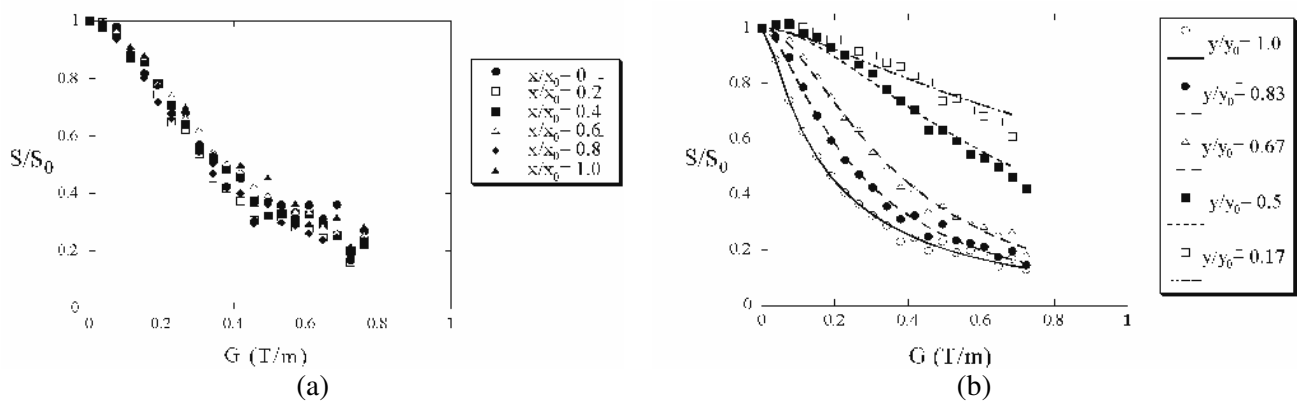 1
0.8
0.6
S/S0
0.4
0.2
0
0 0.2 0.4 0.6 0.8 1
G (T/m)
(a)
x/x0= 0
x/x0= 0.2
x/x0= 0.4
x/x0= 0.6
x/x0= 0.8
x/x0= 1.0
1
0.8
0.6
S/S0
0.4
0.2
0
0 0.2 0.4 0.6 0.8 1
G (T/m)
(b)
y/y0= 1.0
y/y0= 0.83
y/y0= 0.67
y/y0= 0.5
y/y0= 0.17